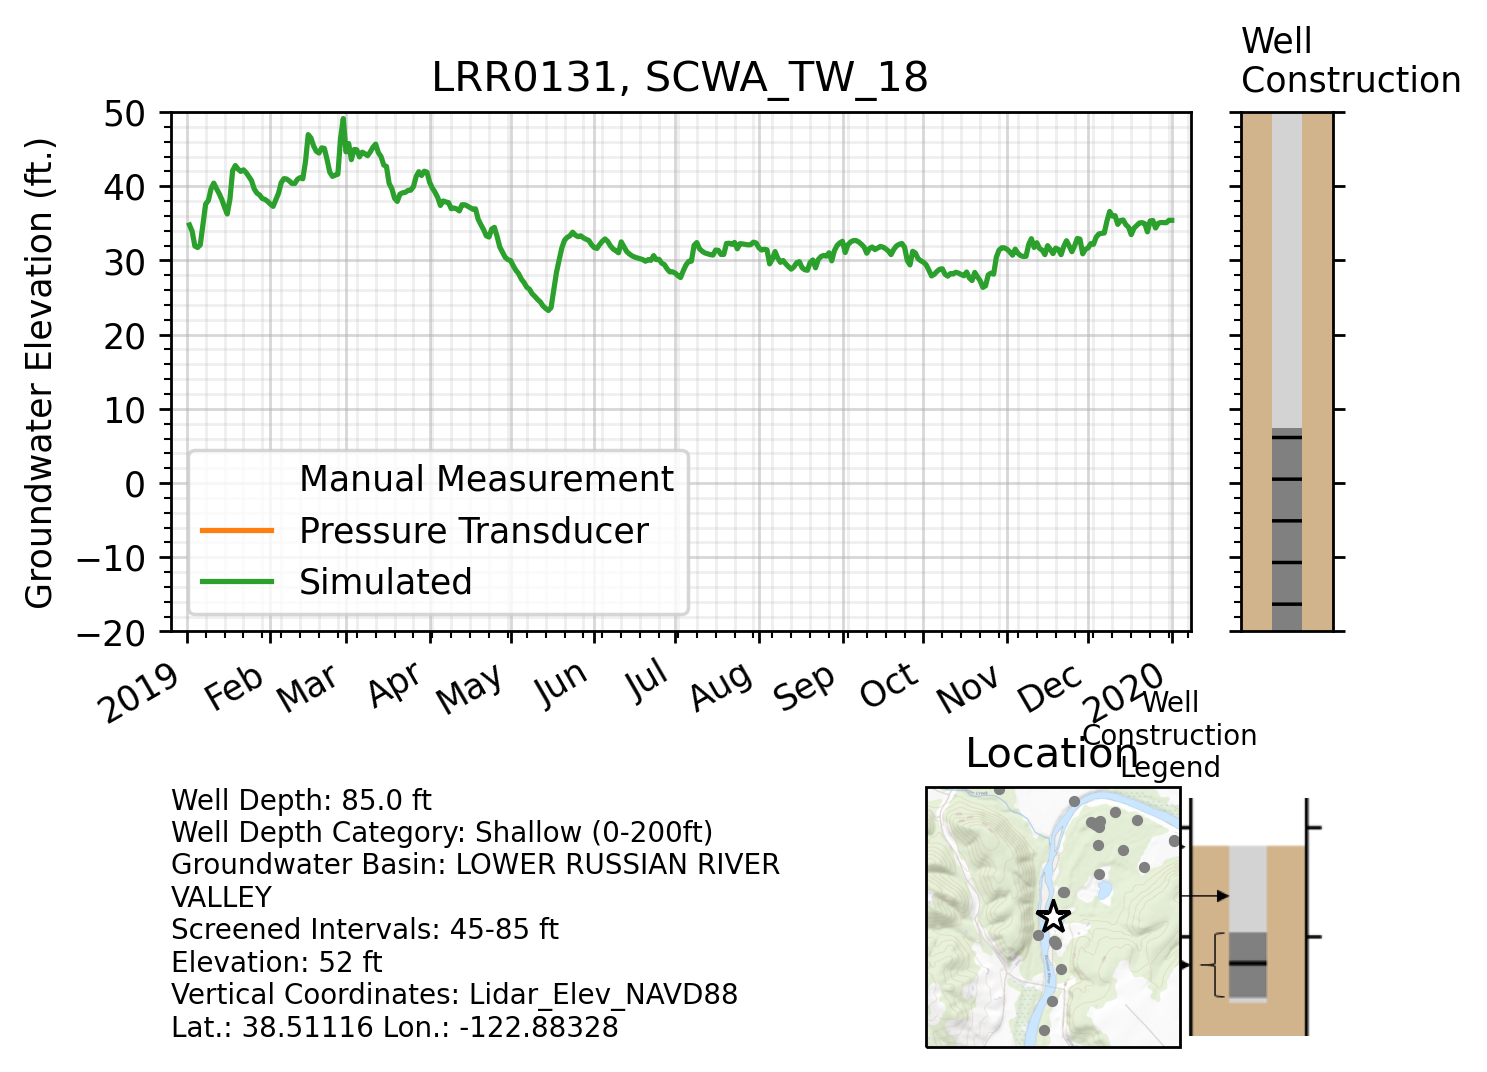 Well
Construction
LRR0131, SCWA_TW_18
Groundwater Elevation (ft.)
50
40
30
20
10
0
−10
−20
Manual Measurement
Pressure Transducer
Simulated
2019
Feb
Mar
Apr
May
Jun
Jul
Aug
Sep
Oct
Nov
Dec
2020
Well
Construction
Legend
Location
Well Depth: 85.0 ft
Well Depth Category: Shallow (0-200ft)
Groundwater Basin: LOWER RUSSIAN RIVER
VALLEY
Screened Intervals: 45-85 ft
Elevation: 52 ft
Vertical Coordinates: Lidar_Elev_NAVD88
Lat.: 38.51116 Lon.: -122.88328